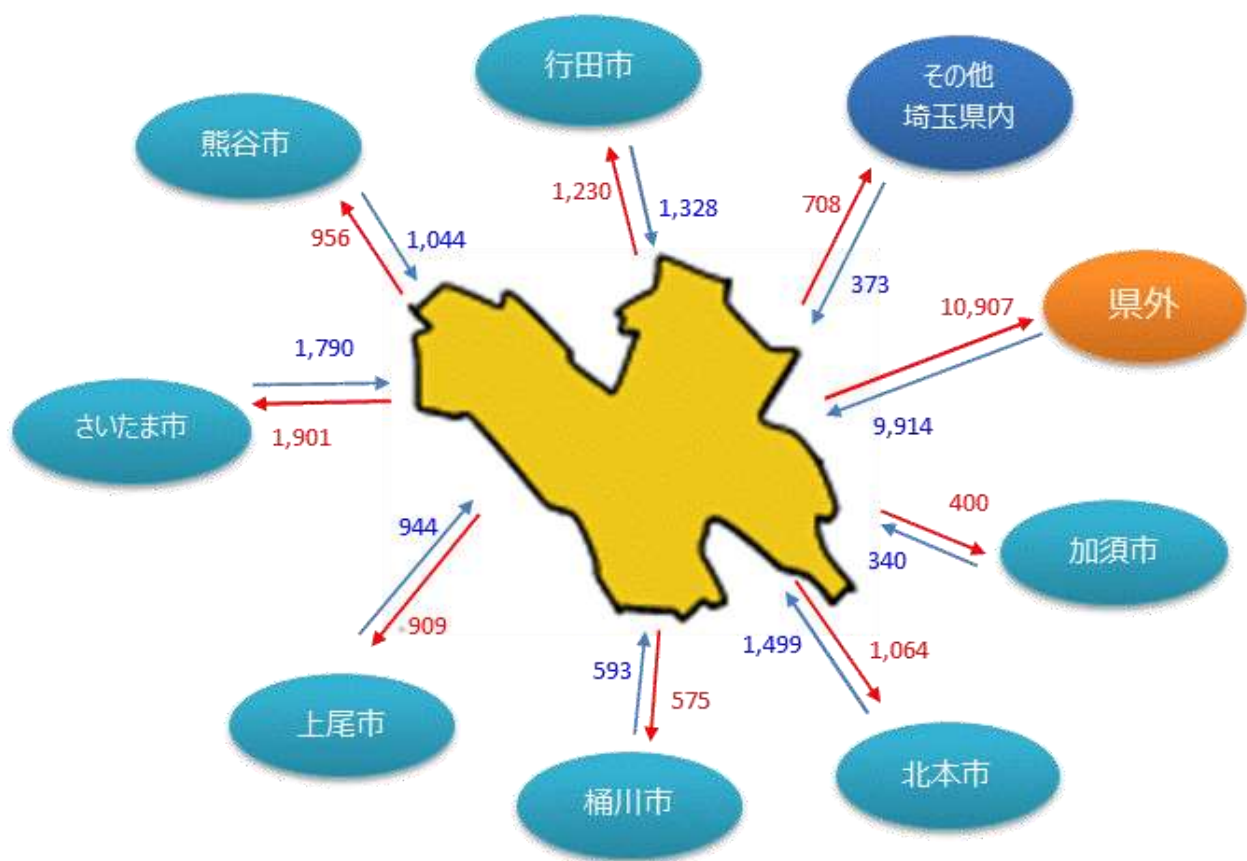 行田市
その他
埼玉県内
熊谷市
1,230
1,328
708
956
1,044
373
県外
10,907
1,790
さいたま市
1,901
9,914
944
400
加須市
340
909
1,499
1,064
593
575
上尾市
北本市
桶川市